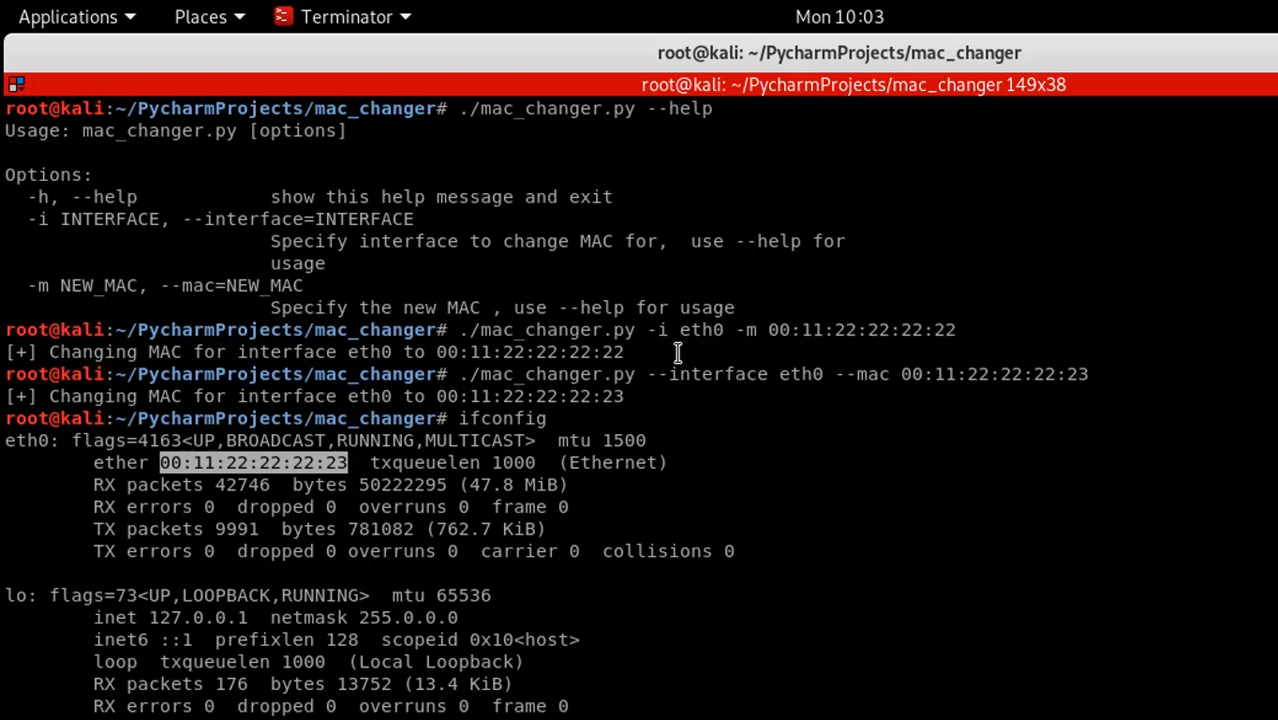 Applications Places Terminator Mon 10:03
root@kali: ~/PycharmProjects/mac_changer
root@kali: ~/PycharmProjects/mac_changer 149x38
root@kali:~/PycharmProjects/mac_changer# ./mac_changer.py --help
Usage: mac_changer.py [options]
Options:
-h, --help show this help message and exit
-i INTERFACE, --interface=INTERFACE
Specify interface to change MAC for, use --help for
usage
-m NEW_MAC, --mac=NEW_MAC
Specify the new MAC , use --help for usage
root@kali:~/PycharmProjects/mac_changer# ./mac_changer.py -i eth0 -m 00:11:22:22:22:22
[+] Changing MAC for interface eth0 to 00:11:22:22:22:22
root@kali:~/PycharmProjects/mac_changer# ./mac_changer.py --interface eth0 --mac 00:11:22:22:22:23
[+] Changing MAC for interface eth0 to 00:11:22:22:22:23
root@kali:~/PycharmProjects/mac_changer# ifconfig
eth0: flags=4163<UP,BROADCAST,RUNNING,MULTICAST> mtu 1500
ether 00:11:22:22:22:23 txqueuelen 1000 (Ethernet)
RX packets 42746 bytes 50222295 (47.8 MiB)
RX errors 0 dropped 0 overruns 0 frame 0
TX packets 9991 bytes 781082 (762.7 KiB)
TX errors 0 dropped 0 overruns 0 carrier 0 collisions 0
lo: flags=73<UP,LOOPBACK,RUNNING> mtu 65536
inet 127.0.0.1 netmask 255.0.0.0
inet6 ::1 prefixlen 128 scopeid 0x10<host>
loop txqueuelen 1000 (Local Loopback)
RX packets 176 bytes 13752 (13.4 KiB)
RX errors 0 dropped 0 overruns 0 frame 0